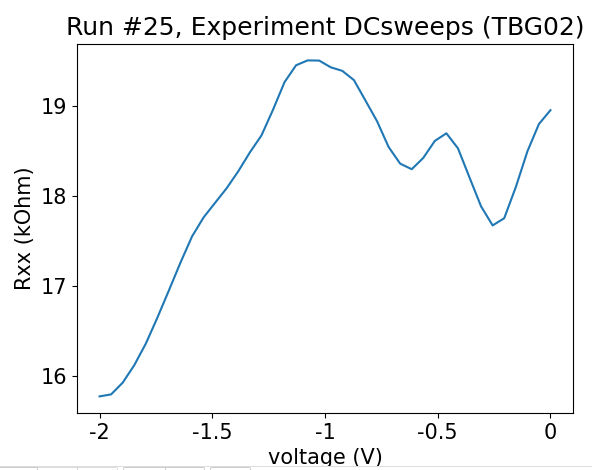 Run #25, Experiment DCsweeps (TBG02)
19
18
17
16
Rxx (kOhm)
-2 -1.5 -1 -0.5 0
voltage (V)